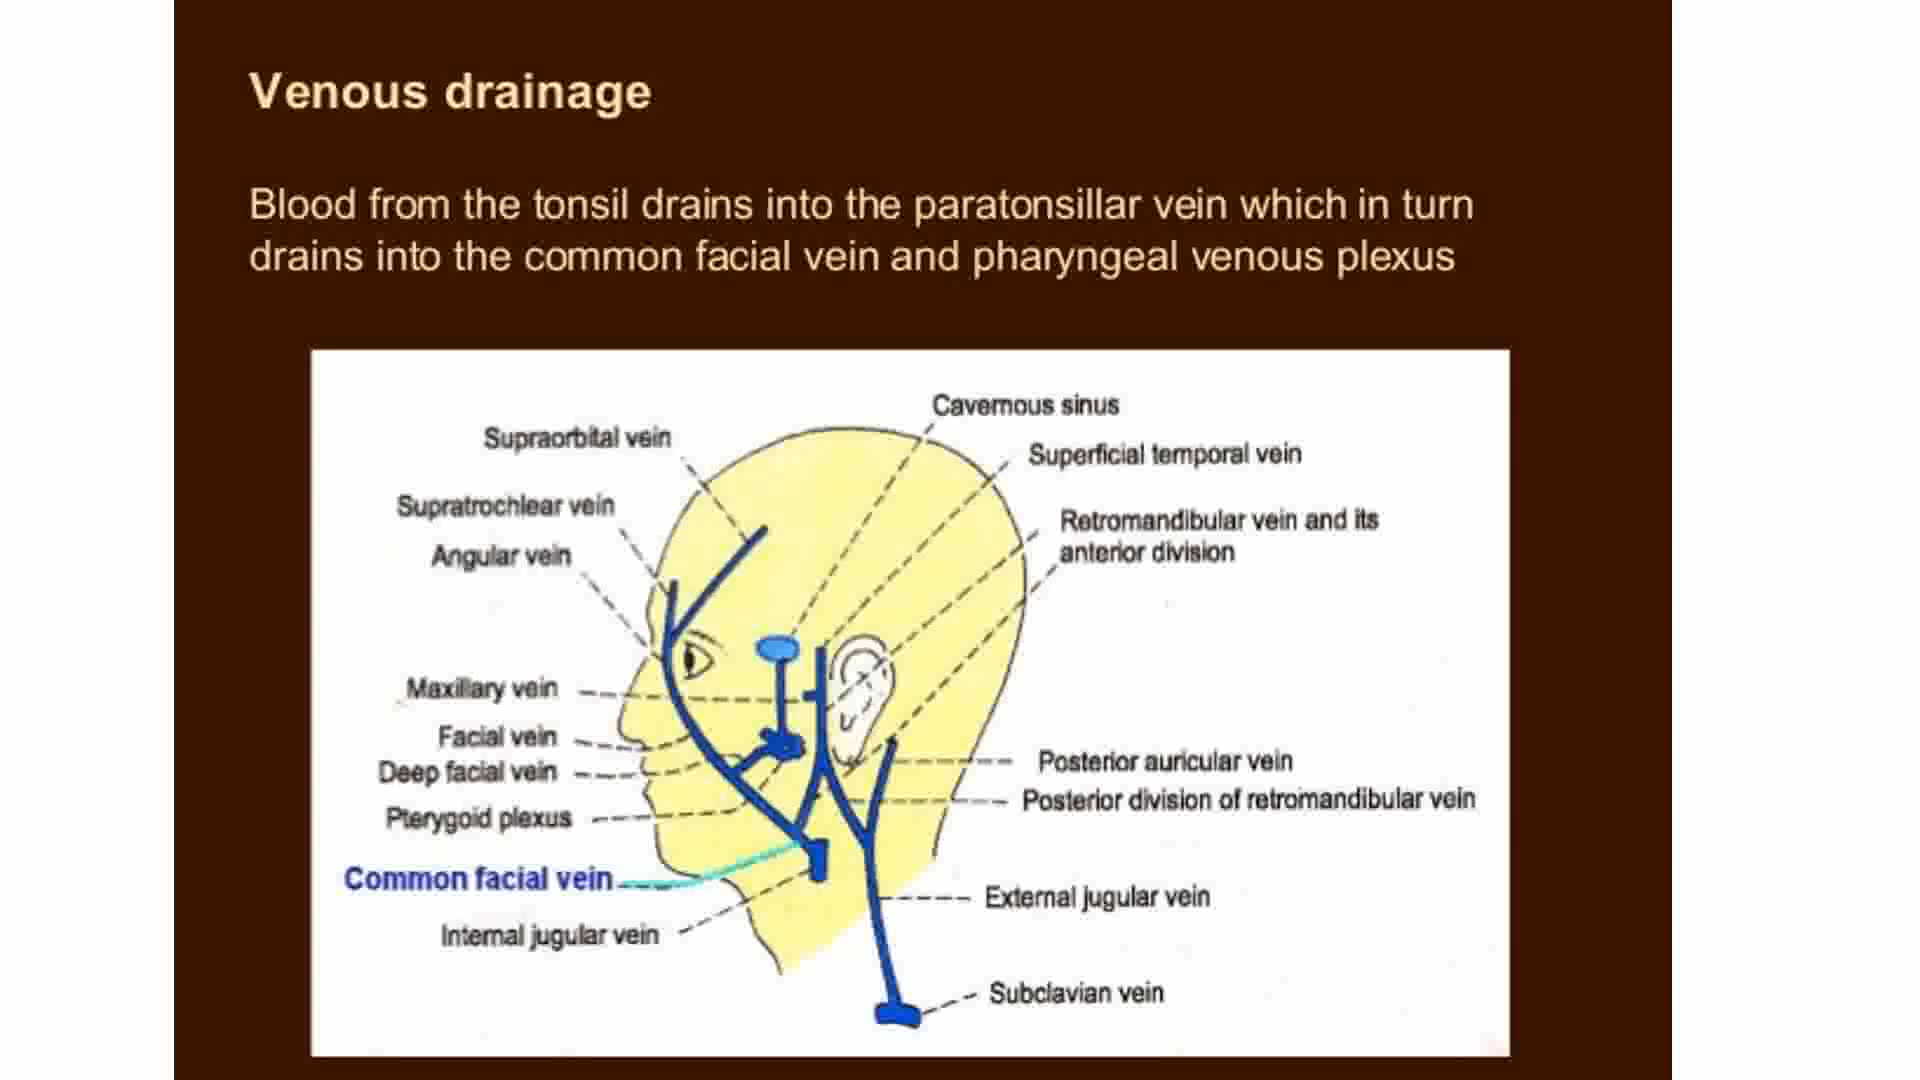 Venous drainage
Blood from the tonsil drains into the paratonsillar vein which in turn
drains into the common facial vein and pharyngeal venous plexus
Cavernous sinus
Supraorbital vein
Superficial temporal vein
Supratrochlear vein
Retromandibular vein and its
anterior division
Angular vein
Maxillary vein
Facial vein
Deep facial vein
Posterior auricular vein
Posterior division of retromandibular vein
Pterygoid plexus
Common facial vein
External jugular vein
Internal jugular vein
Subclavian vein